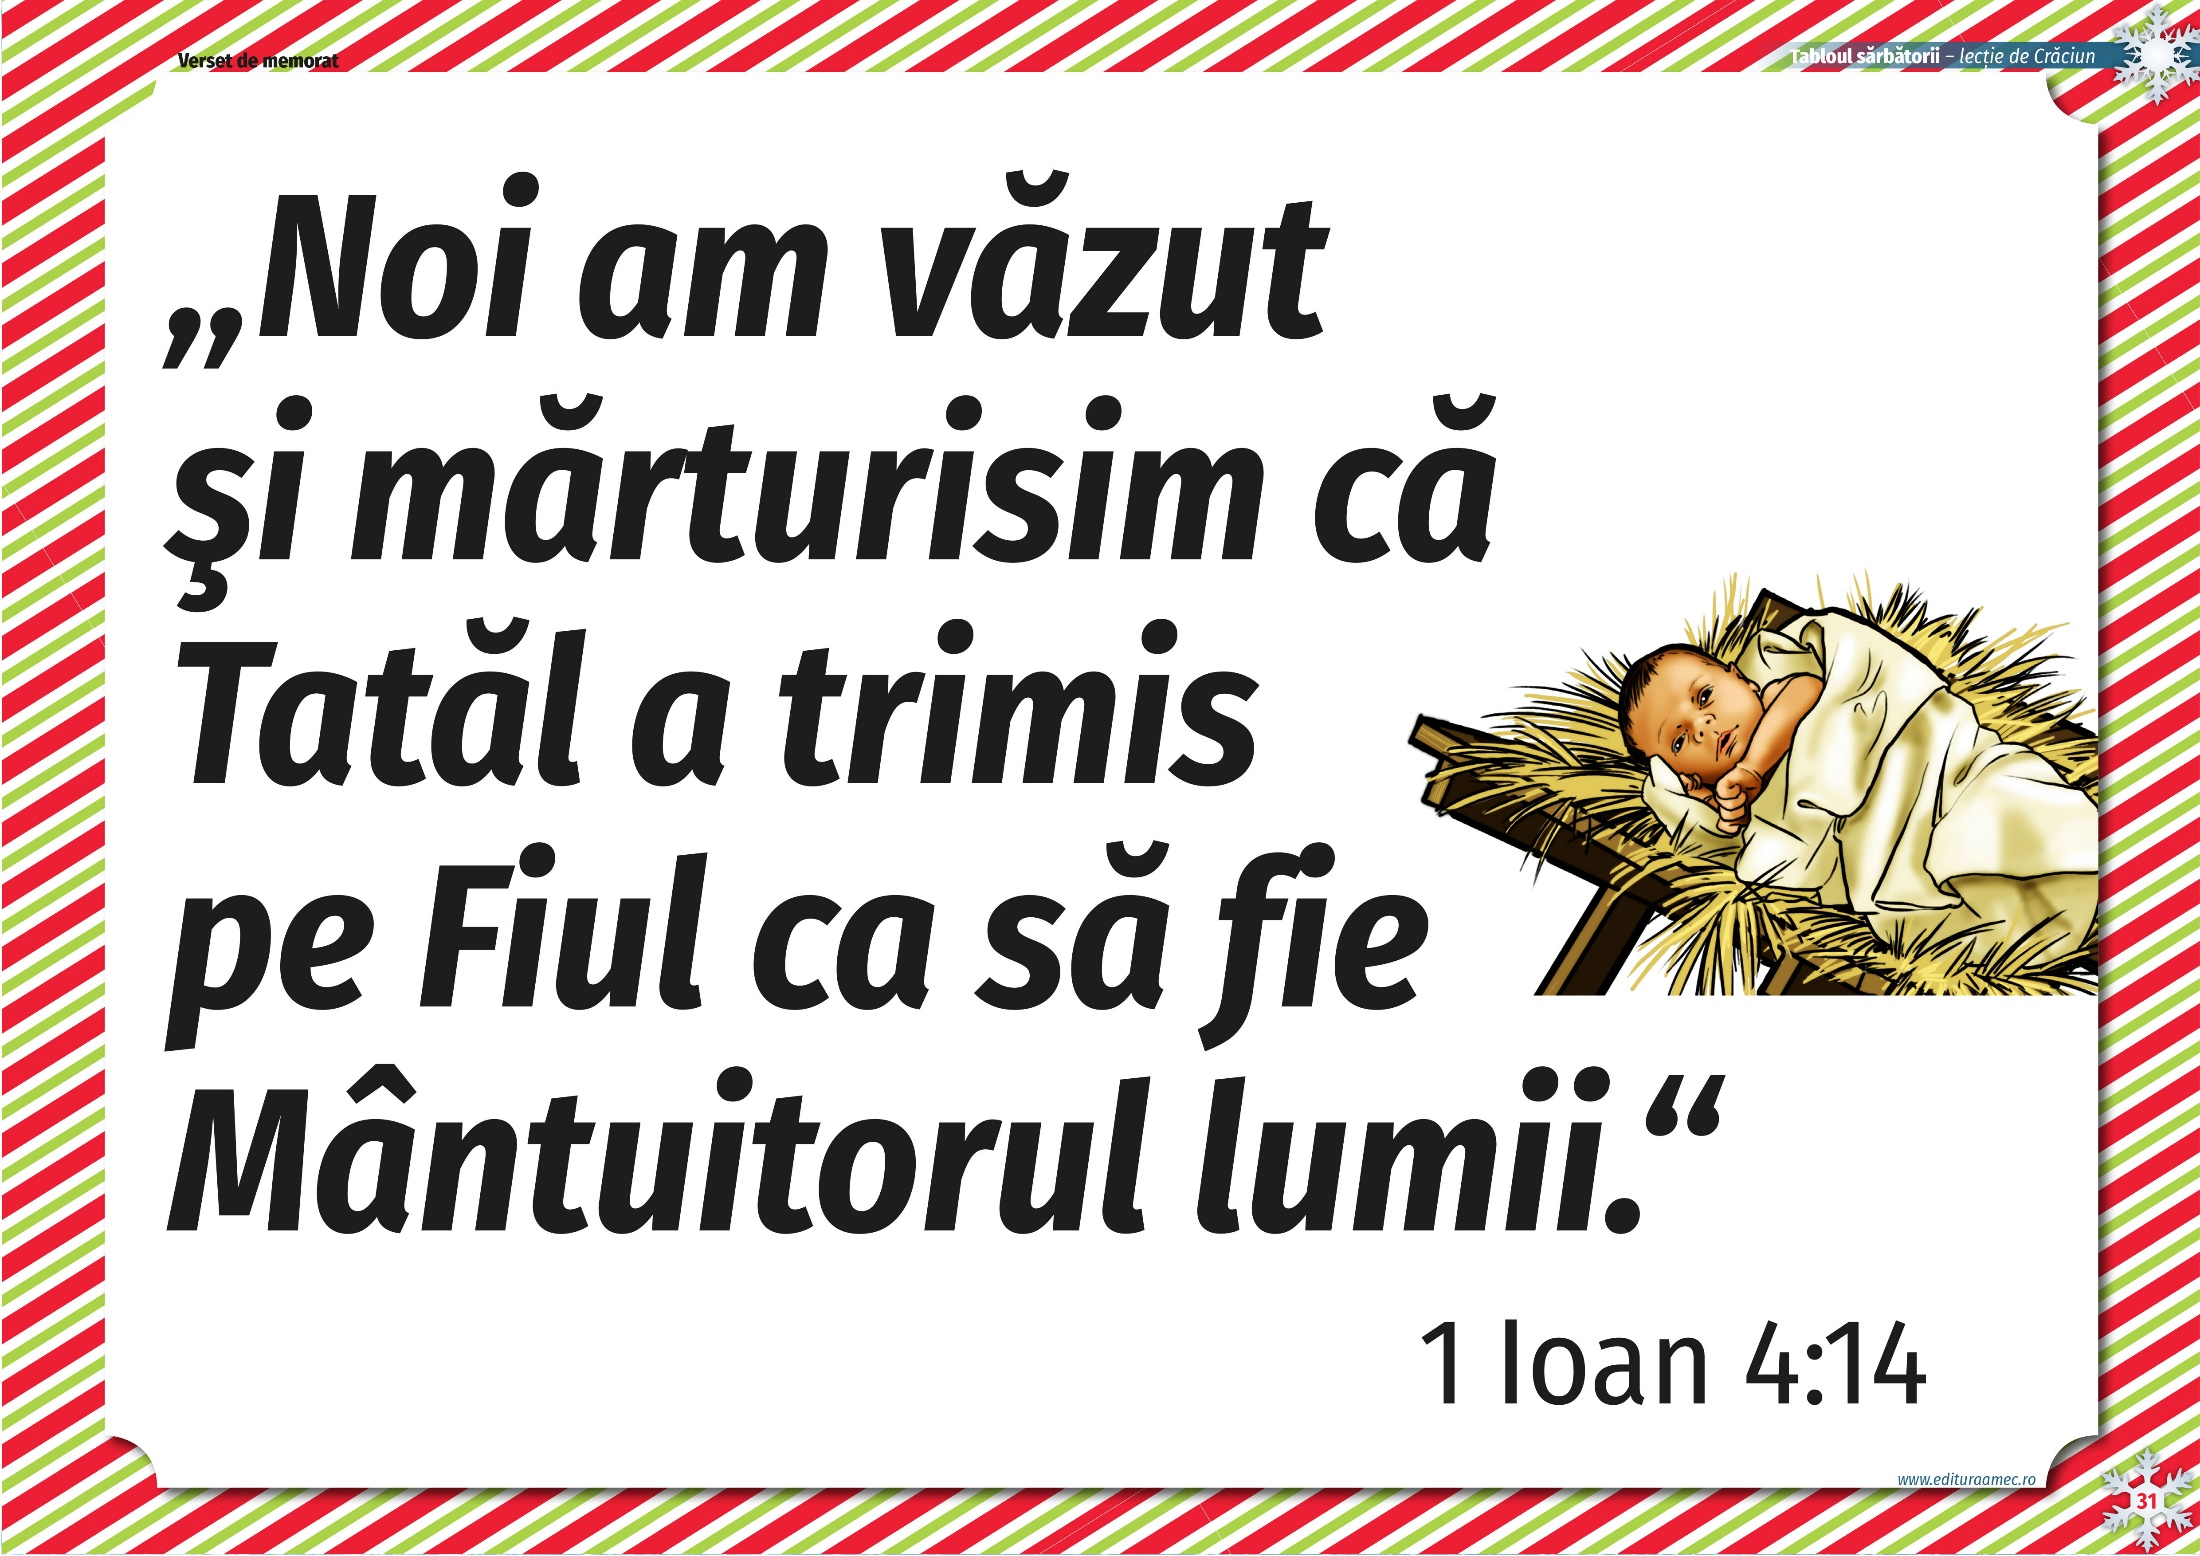 Verset de memorat
Tabloul sărbătorii – lecție de Crăciun
„Noi am văzut
şi mărturisim că
Tatăl a trimis
pe Fiul ca să fie
Mântuitorul lumii.“
1 Ioan 4:14
www.edituraamec.ro
31